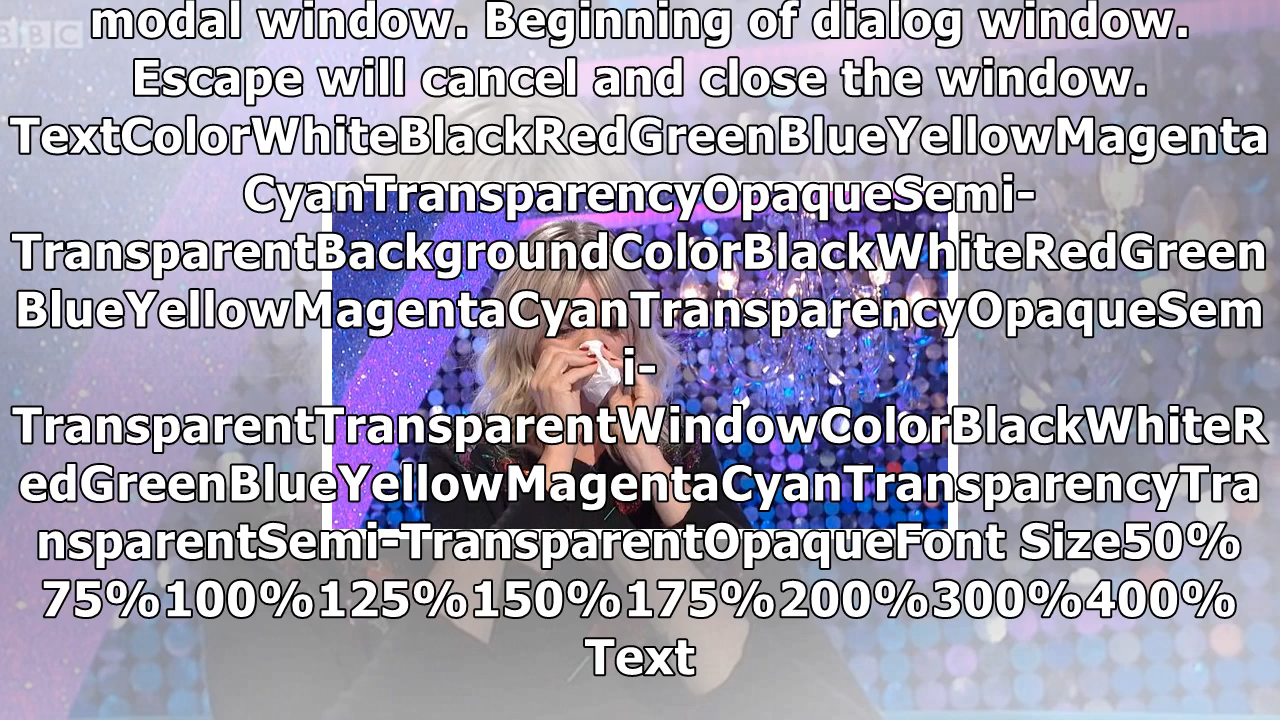 BBC
modal window. Beginning of dialog window.
Escape will cancel and close the window.
TextColorWhiteBlackRedGreenBlueYellowMagenta
CyanTransparencyOpaqueSemi-
TransparentBackgroundColorBlackWhiteRedGreen
BlueYellowMagentaCyanTransparencyOpaqueSem
i-
TransparentTransparentWindowColorBlackWhiteR
edGreenBlueYellowMagentaCyanTransparencyTra
nsparentSemi-TransparentOpaqueFont Size50%
75%100%125%150%175%200%300%400%
Text